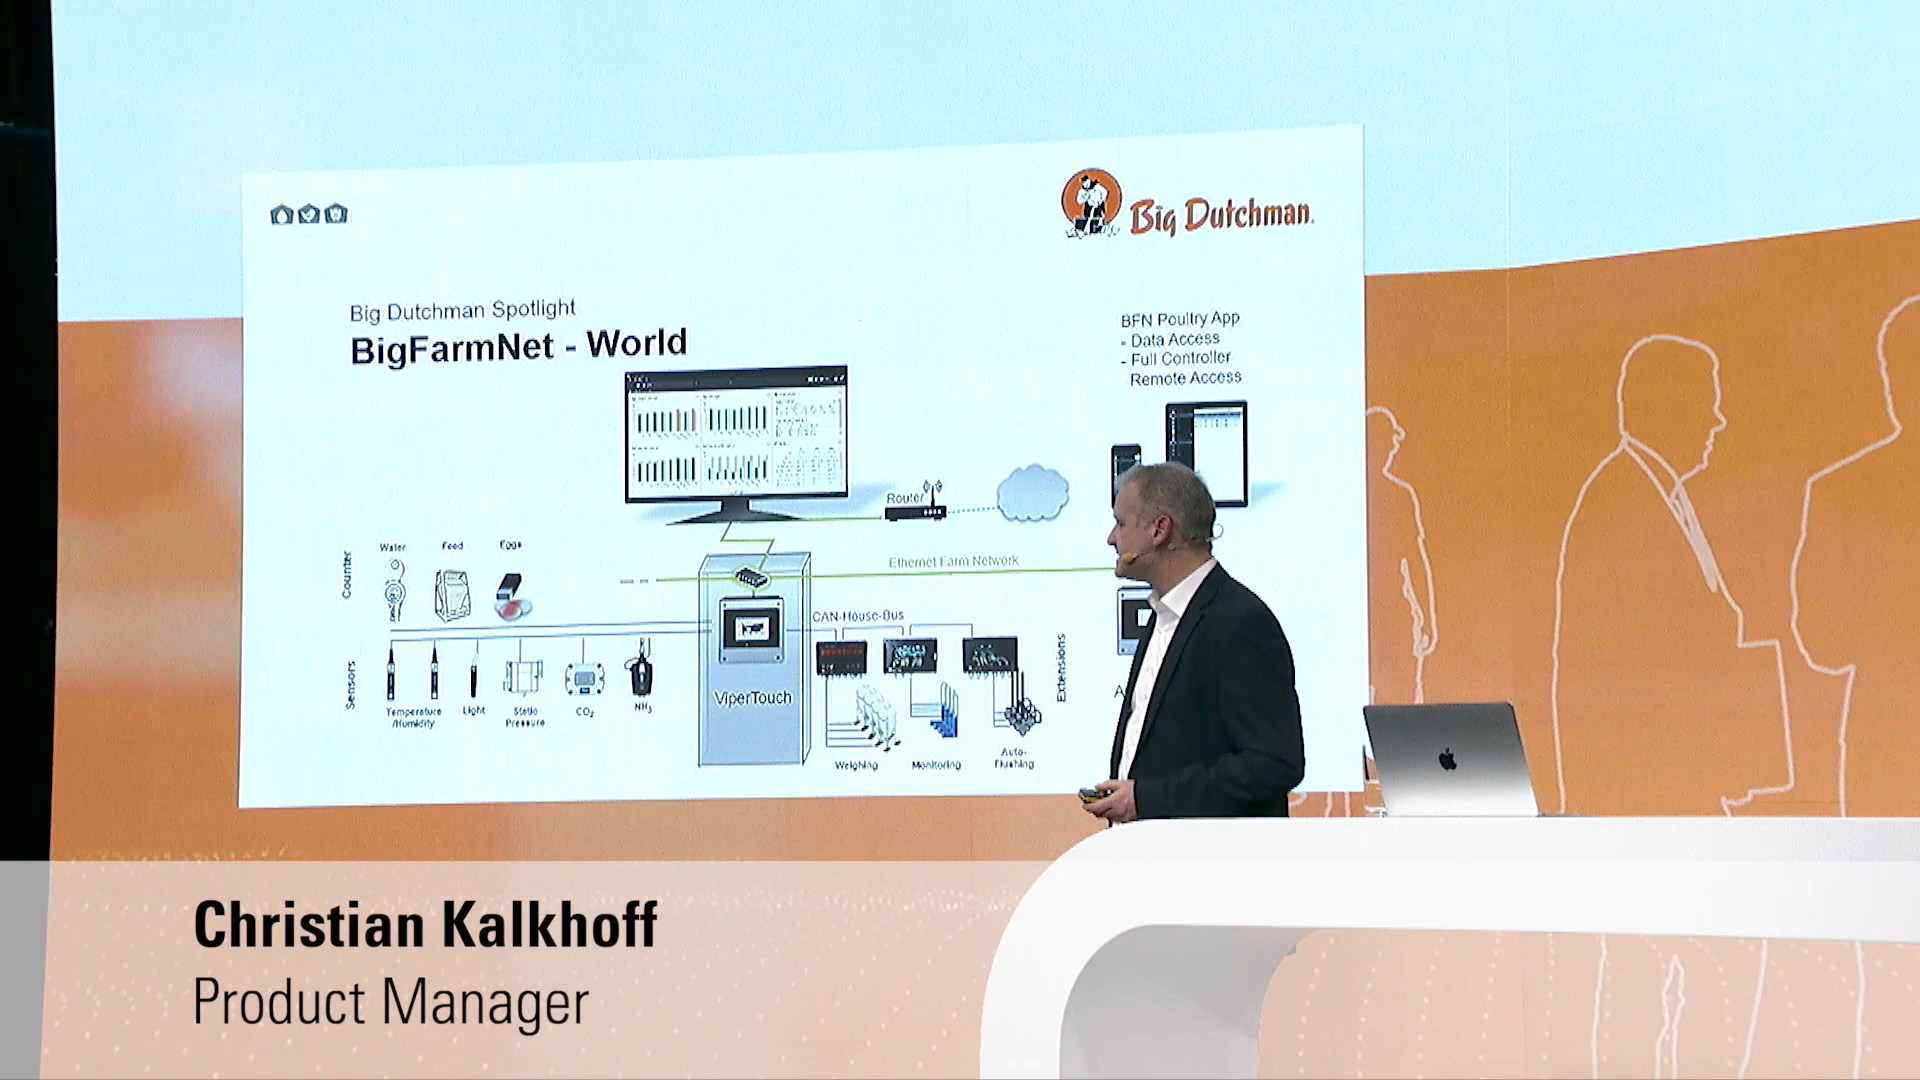 Big Dutchman
Big Dutchman Spotlight
BigFarmNet - World
BFN Poultry App
- Data Access
- Full Controller
Remote Access
Router
Ethernet Farm Network
Counter
Water
Feed
Eggs
CAN-House-Bus
Sensors
Temperature
/Humidity
Light
Static
Pressure
CO2
NH3
ViperTouch
Extensions
Weighing
Monitoring
Auto-
Flushing
Christian Kalkhoff
Product Manager